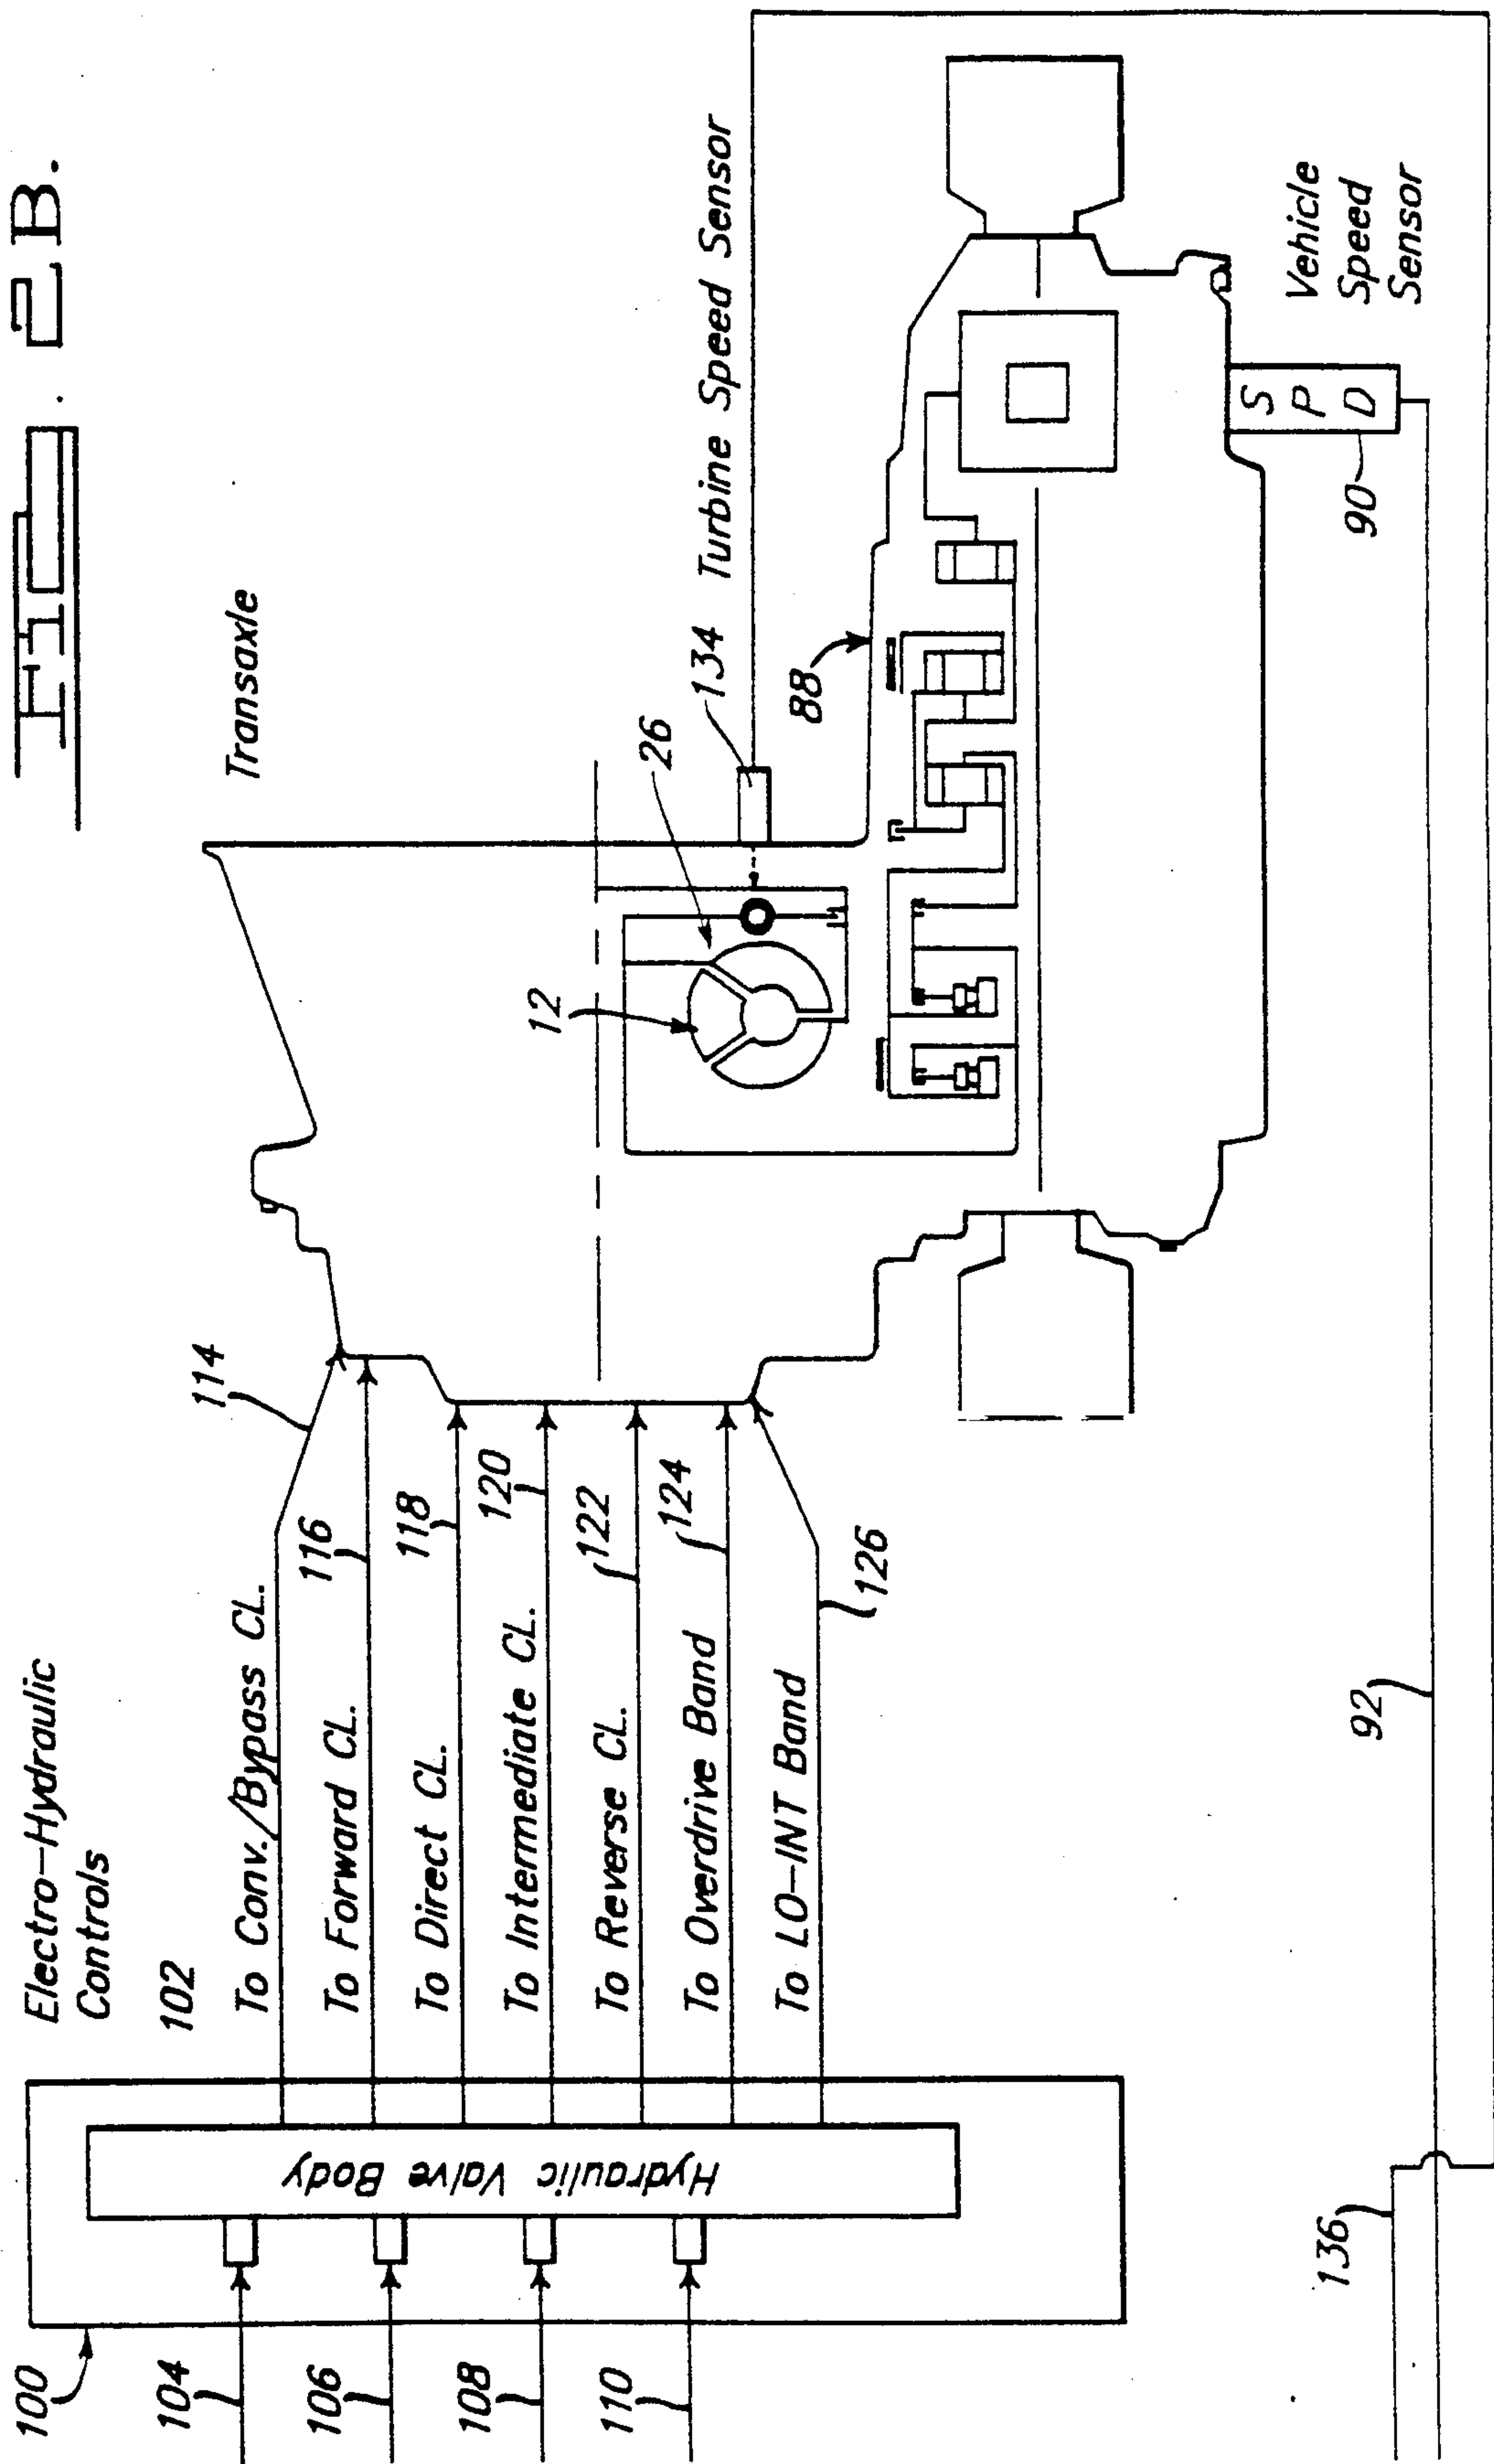 FIG. 2B.
Electro-Hydraulic
Controls
102
Transaxle
100
104
106
108
110
Hydraulic Valve Body
To Conv./Bypass CL.
114
To Forward CL.
116
To Direct CL.
118
To Intermediate CL.
120
To Reverse CL.
122
To Overdrive Band
124
To LO-INT Band
126
12
26
134
Turbine Speed Sensor
88
Vehicle
Speed
Sensor
S
P
D
90
92
136